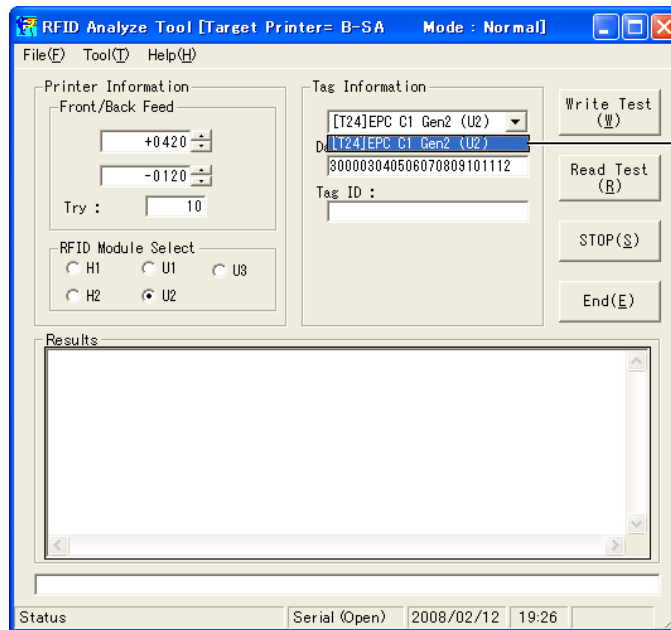 RFID Analyze Tool [Target Printer= B-SA Mode : Normal]
File(F) Tool(T) Help(H)
Printer Information
Front/Back Feed
+0420
-0120
Try : 10
RFID Module Select
H1 U1 U3
H2 U2
Tag Information
[T24]EPC C1 Gen2 (U2)
[T24]EPC C1 Gen2 (U2)
300003040506070809101112
Tag ID :
Write Test
(W)
Read Test
(R)
STOP(S)
End(E)
Results
Status Serial (Open) 2008/02/12 19:26